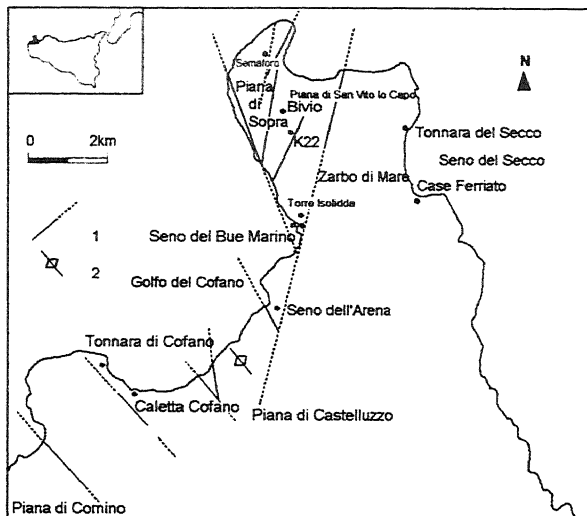 Semaforo
N
Piana
di
Sopra
Piana di San Vito lo Capo
Bivio
K22
Tonnara del Secco
0 2km
Seno del Secco
Zarbo di Mare
Case Ferriato
Torre Isolidda
1
Seno del Bue Marino
2
Golfo del Cofano
Seno dell'Arena
Tonnara di Cofano
Caletta Cofano
Piana di Castelluzzo
Piana di Comino